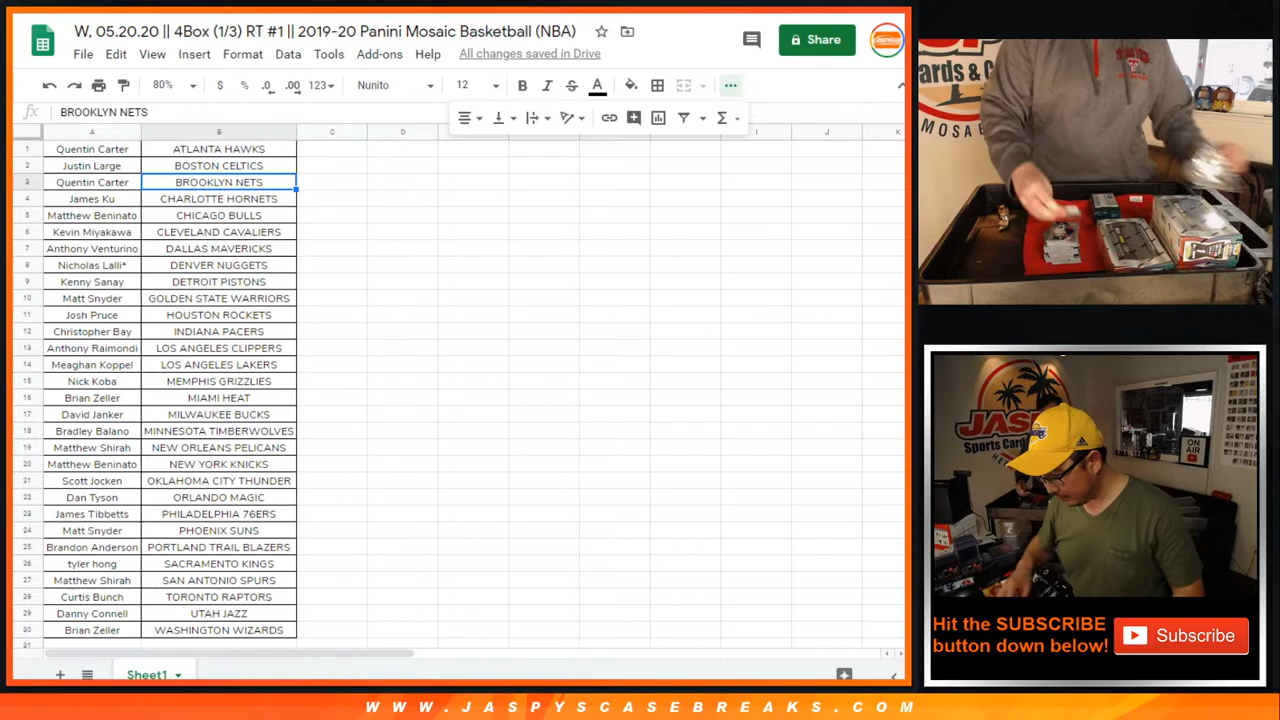 W, 05.20.20 || 4Box (1/3) RT #1 || 2019-20 Panini Mosaic Basketball (NBA)
File Edit View Insert Format Data Tools Add-ons Help All changes saved in Drive
Share
80% $ % .0 .00 123 Nunito 12 B I S A
fx BROOKLYN NETS
A B C D I J K
1 Quentin Carter ATLANTA HAWKS
2 Justin Large BOSTON CELTICS
3 Quentin Carter BROOKLYN NETS
4 James Ku CHARLOTTE HORNETS
5 Matthew Beninato CHICAGO BULLS
6 Kevin Miyakawa CLEVELAND CAVALIERS
7 Anthony Venturino DALLAS MAVERICKS
8 Nicholas Lalli* DENVER NUGGETS
9 Kenny Sanay DETROIT PISTONS
10 Matt Snyder GOLDEN STATE WARRIORS
11 Josh Pruce HOUSTON ROCKETS
12 Christopher Bay INDIANA PACERS
13 Anthony Raimondi LOS ANGELES CLIPPERS
14 Meaghan Koppel LOS ANGELES LAKERS
15 Nick Koba MEMPHIS GRIZZLIES
16 Brian Zeller MIAMI HEAT
17 David Janker MILWAUKEE BUCKS
18 Bradley Balano MINNESOTA TIMBERWOLVES
19 Matthew Shirah NEW ORLEANS PELICANS
20 Matthew Beninato NEW YORK KNICKS
21 Scott Jocken OKLAHOMA CITY THUNDER
22 Dan Tyson ORLANDO MAGIC
23 James Tibbetts PHILADELPHIA 76ERS
24 Matt Snyder PHOENIX SUNS
25 Brandon Anderson PORTLAND TRAIL BLAZERS
26 tyler hong SACRAMENTO KINGS
27 Matthew Shirah SAN ANTONIO SPURS
28 Curtis Bunch TORONTO RAPTORS
29 Danny Connell UTAH JAZZ
30 Brian Zeller WASHINGTON WIZARDS
31
Sheet1
ards & C
MOSA
JASP
Sports Card
ON AIR
Hit the SUBSCRIBE
button down below!
Subscribe
WWW.JASPYSCASEBREAKS.COM